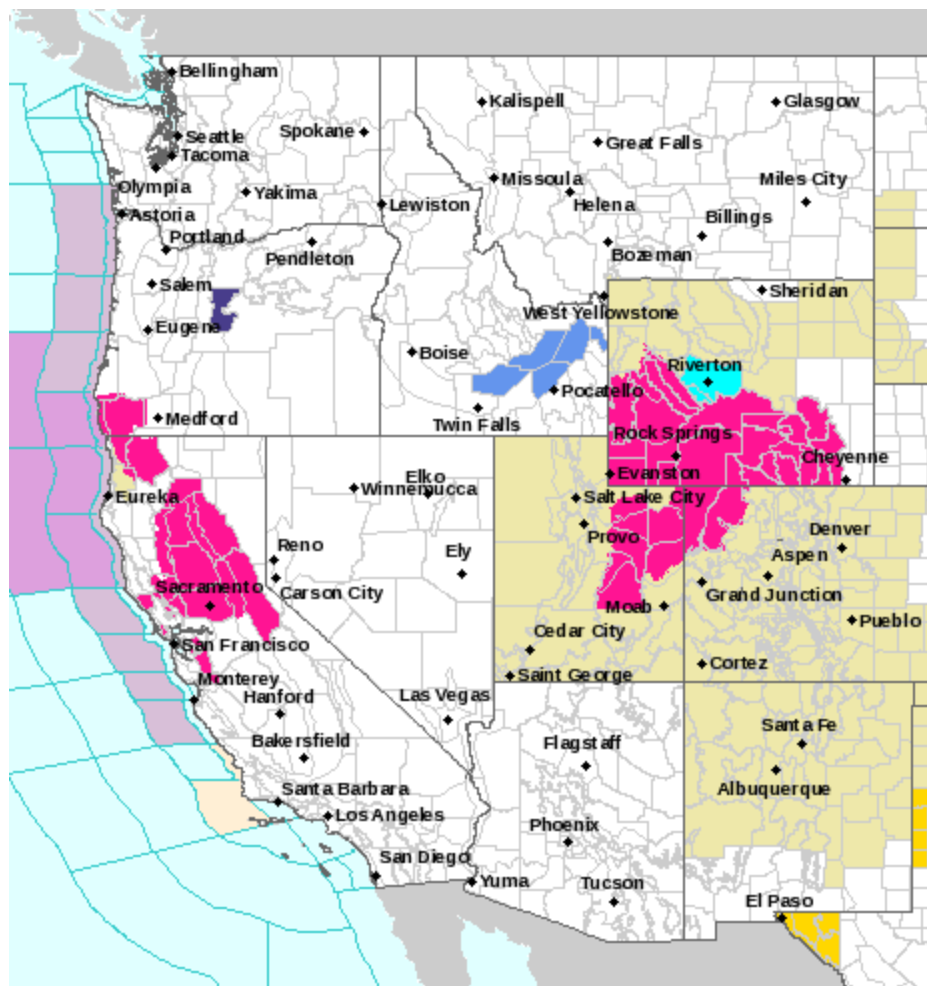 Bellingham
Kalispell
Glasgow
Seattle
Spokane
Great Falls
Tacoma
Olympia
Yakima
Missoula
Miles City
Lewiston
Helena
Astoria
Billings
Portland
Pendleton
Bozeman
Salem
Sheridan
Eugene
West Yellowstone
Boise
Riverton
Pocatello
Medford
Twin Falls
Rock Springs
Cheyenne
Elko
Evanston
Eureka
Winnemucca
Salt Lake City
Denver
Provo
Reno
Ely
Aspen
Sacramento
Carson City
Grand Junction
Moab
Pueblo
Cedar City
San Francisco
Cortez
Saint George
Monterey
Hanford
Las Vegas
Santa Fe
Bakersfield
Flagstaff
Albuquerque
Santa Barbara
Los Angeles
Phoenix
San Diego
Yuma
Tucson
El Paso